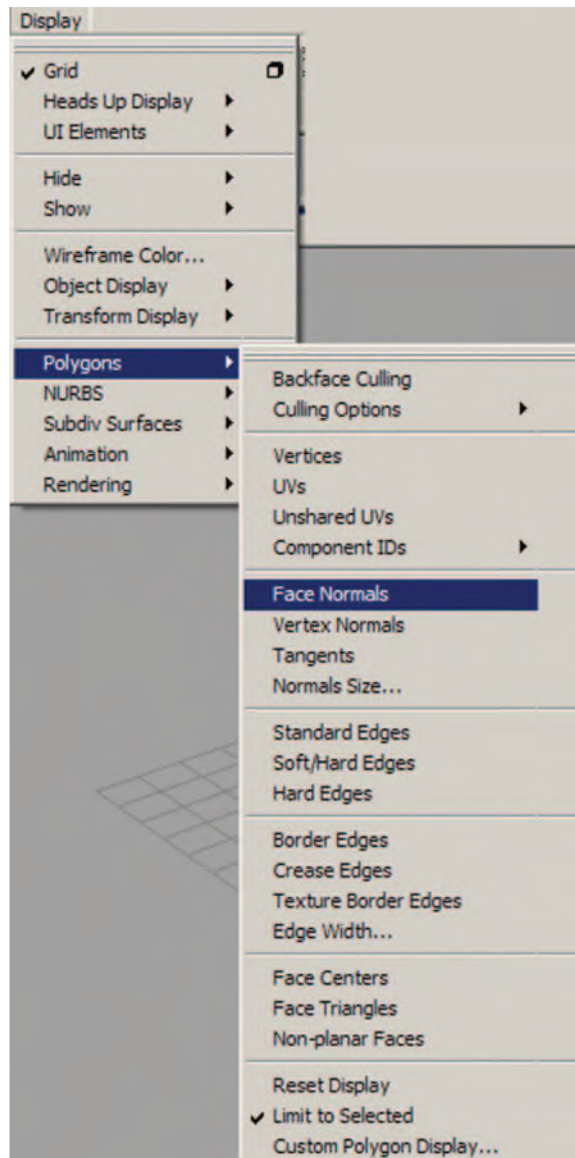 Display
Grid
Heads Up Display
UI Elements
Hide
Show
Wireframe Color...
Object Display
Transform Display
Polygons
NURBS
Subdiv Surfaces
Animation
Rendering
Backface Culling
Culling Options
Vertices
UVs
Unshared UVs
Component IDs
Face Normals
Vertex Normals
Tangents
Normals Size...
Standard Edges
Soft/Hard Edges
Hard Edges
Border Edges
Crease Edges
Texture Border Edges
Edge Width...
Face Centers
Face Triangles
Non-planar Faces
Reset Display
Limit to Selected
Custom Polygon Display...